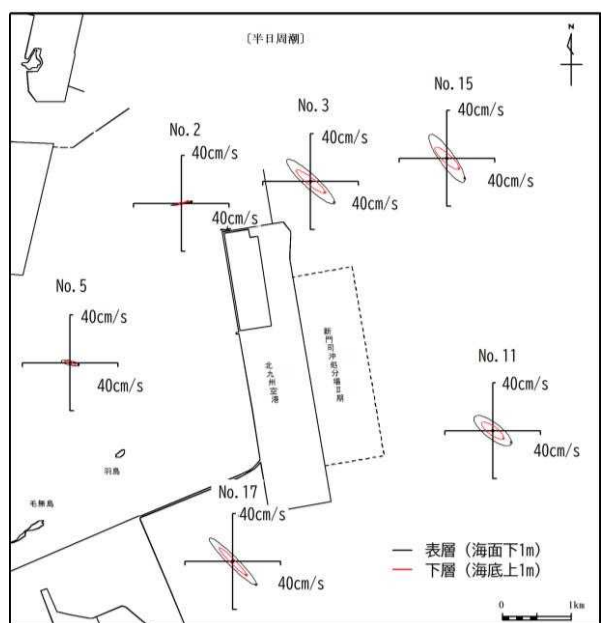 〔半日周潮〕
N
No.15
40cm/s
40cm/s
No.3
40cm/s
40cm/s
No.2
40cm/s
40cm/s
No.5
40cm/s
40cm/s
北九州空港
新門司沖処分場Ⅱ期
No.11
40cm/s
40cm/s
羽島
毛無島
No.17
40cm/s
40cm/s
表層（海面下1m）
下層（海底上1m）
0 1km